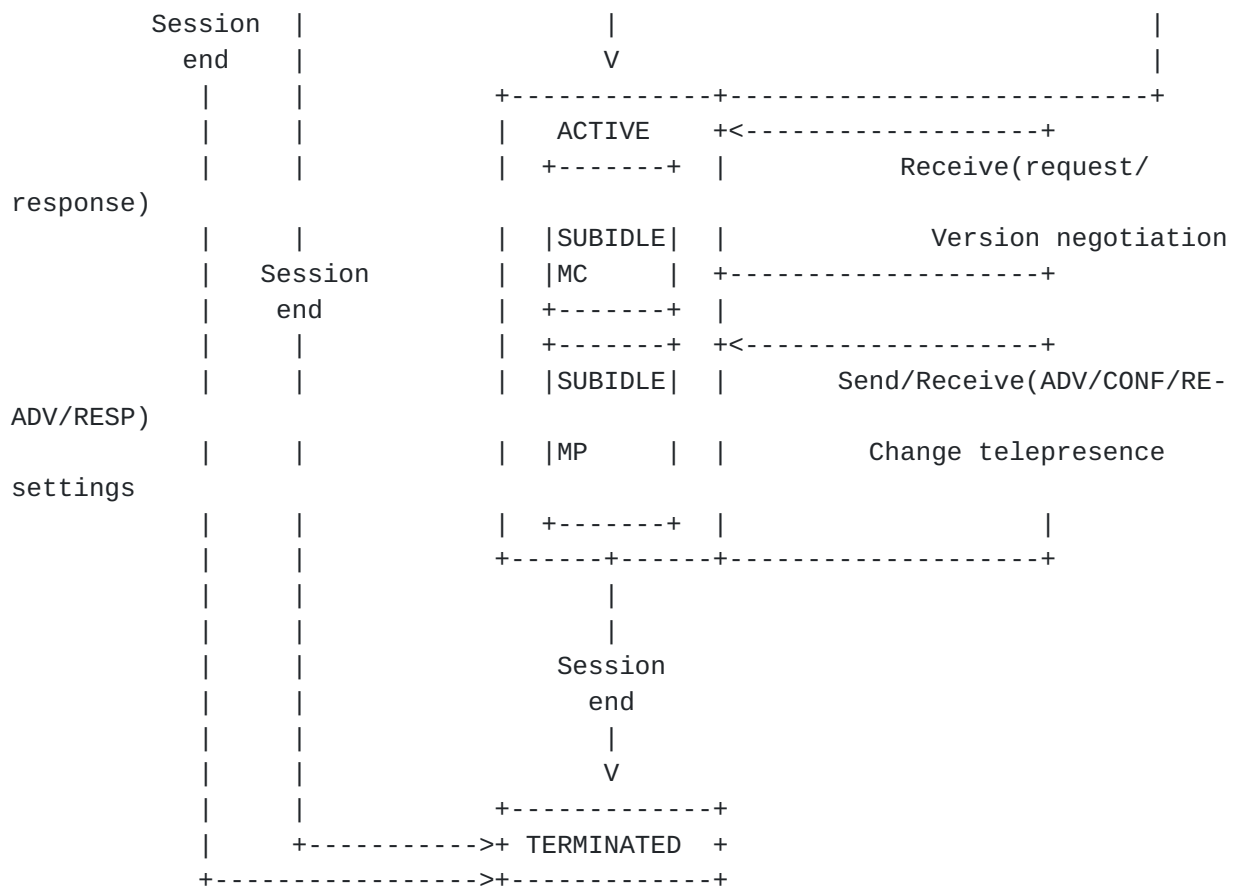 Session  |                   |                                  |
           end    |                   V                                  |
            |     |            +-------------+---------------------------+
            |     |            |   ACTIVE    +<-------------------+
            |     |            |  +-------+  |           Receive(request/
response)
            |     |            |  |SUBIDLE|  |             Version negotiation
            |   Session        |  |MC     |  +--------------------+
            |    end           |  +-------+  |
            |     |            |  +-------+  +<-------------------+
            |     |            |  |SUBIDLE|  |       Send/Receive(ADV/CONF/RE-
ADV/RESP)
            |     |            |  |MP     |  |         Change telepresence
settings
            |     |            |  +-------+  |                    |
            |     |            +------+------+--------------------+
            |     |                   |
            |     |                   |
            |     |                Session
            |     |                  end
            |     |                   |
            |     |                   V
            |     |            +-------------+
            |     +----------->+ TERMINATED  +
            +----------------->+-------------+